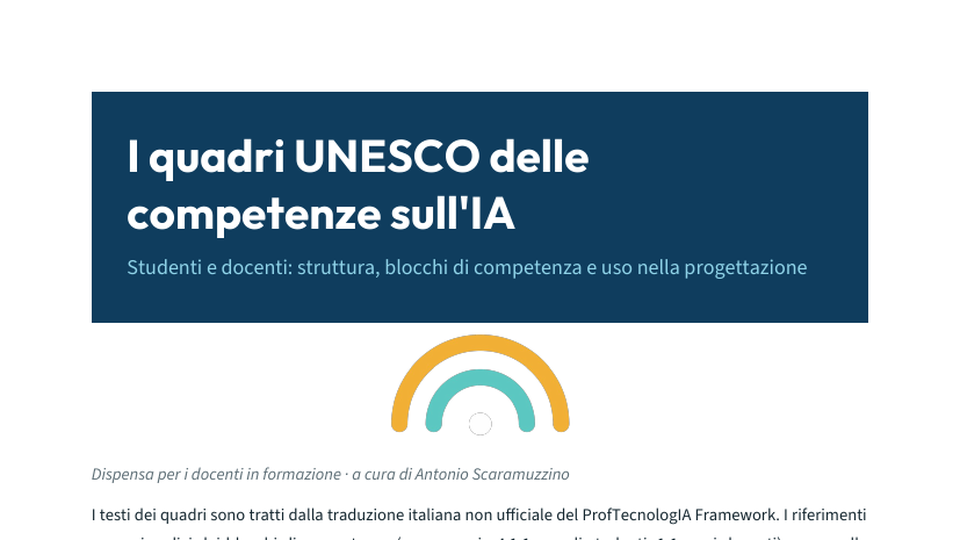 I quadri UNESCO delle
competenze sull'IA
Studenti e docenti: struttura, blocchi di competenza e uso nella progettazione
Dispensa per i docenti in formazione · a cura di Antonio Scaramuzzino
I testi dei quadri sono tratti dalla traduzione italiana non ufficiale del ProfTecnologIA Framework. I riferimenti